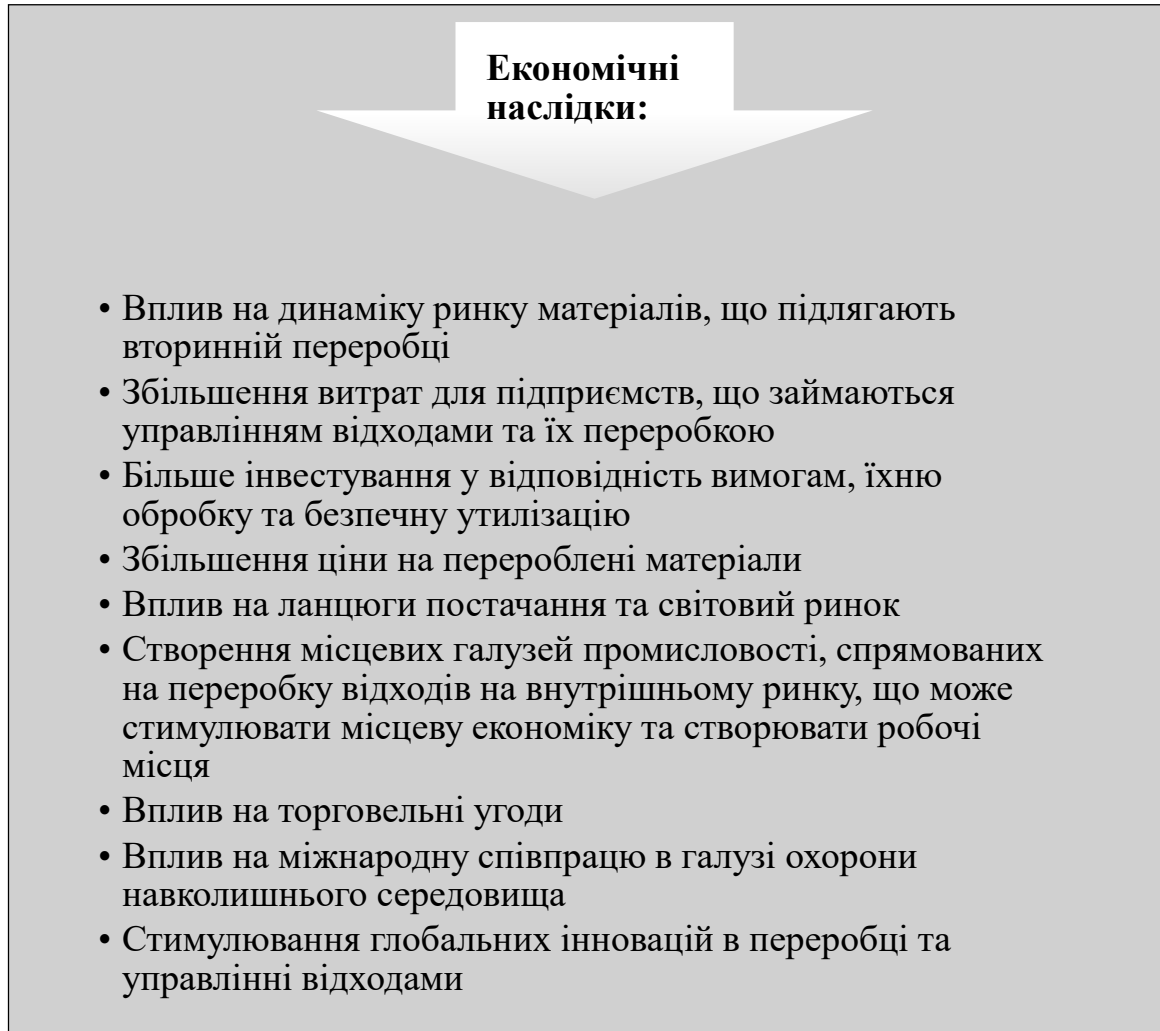 Економічні
наслідки:
• Вплив на динаміку ринку матеріалів, що підлягають
вторинній переробці
• Збільшення витрат для підприємств, що займаються
управлінням відходами та їх переробкою
• Більше інвестування у відповідність вимогам, їхню
обробку та безпечну утилізацію
• Збільшення ціни на перероблені матеріали
• Вплив на ланцюги постачання та світовий ринок
• Створення місцевих галузей промисловості, спрямованих
на переробку відходів на внутрішньому ринку, що може
стимулювати місцеву економіку та створювати робочі
місця
• Вплив на торговельні угоди
• Вплив на міжнародну співпрацю в галузі охорони
навколишнього середовища
• Стимулювання глобальних інновацій в переробці та
управлінні відходами